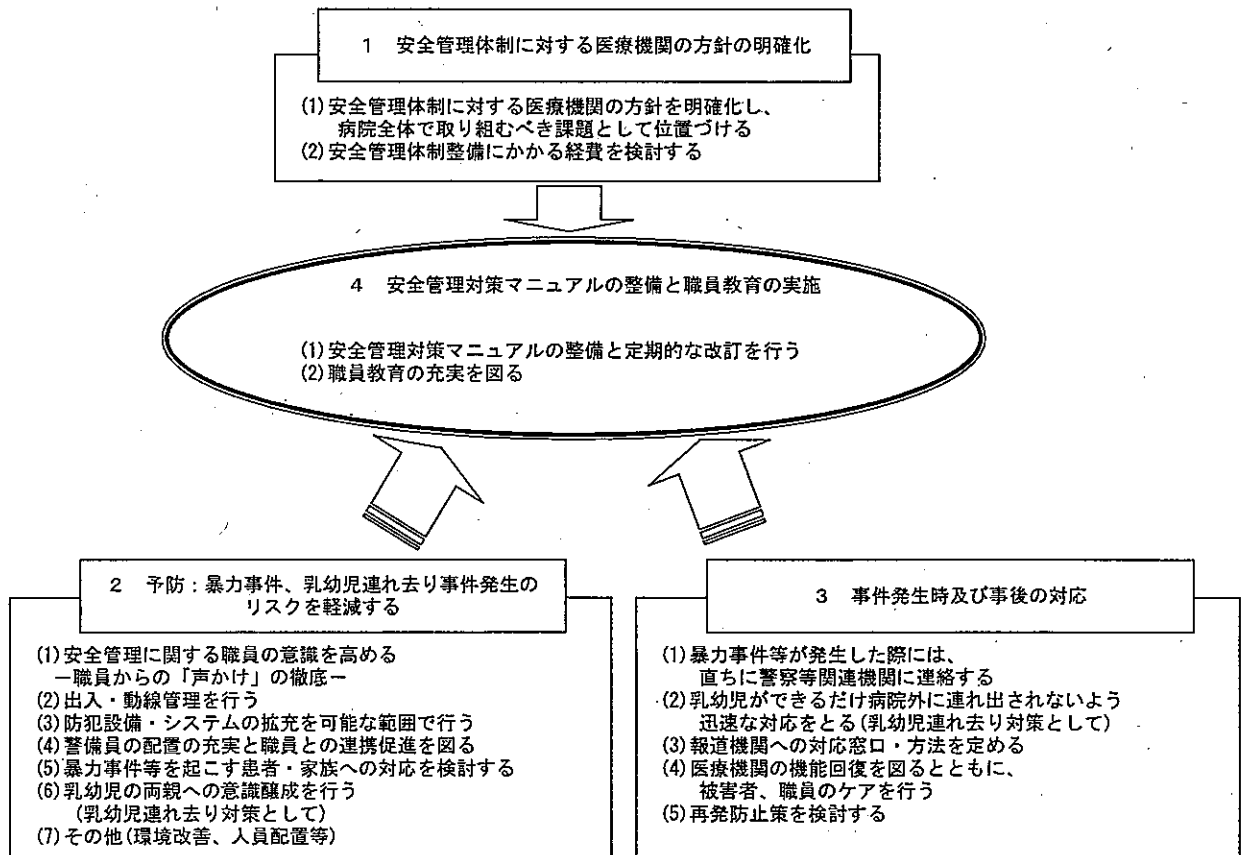 1 安全管理体制に対する医療機関の方針の明確化
(1)安全管理体制に対する医療機関の方針を明確化し、
病院全体で取り組むべき課題として位置づける
(2)安全管理体制整備にかかる経費を検討する
4 安全管理対策マニュアルの整備と職員教育の実施
(1)安全管理対策マニュアルの整備と定期的な改訂を行う
(2)職員教育の充実を図る
2 予防:暴力事件、乳幼児連れ去り事件発生の
リスクを軽減する
(1)安全管理に関する職員の意識を高める
－職員からの「声かけ」の徹底－
(2)出入・動線管理を行う
(3)防犯設備・システムの拡充を可能な範囲で行う
(4)警備員の配置の充実と職員との連携促進を図る
(5)暴力事件等を起こす患者・家族への対応を検討する
(6)乳幼児の両親への意識醸成を行う
(乳幼児連れ去り対策として)
(7)その他(環境改善、人員配置等)
3 事件発生時及び事後の対応
(1)暴力事件等が発生した際には、
直ちに警察等関連機関に連絡する
(2)乳幼児ができるだけ病院外に連れ出されないよう
迅速な対応をとる(乳幼児連れ去り対策として)
(3)報道機関への対応窓口・方法を定める
(4)医療機関の機能回復を図るとともに、
被害者、職員のケアを行う
(5)再発防止策を検討する